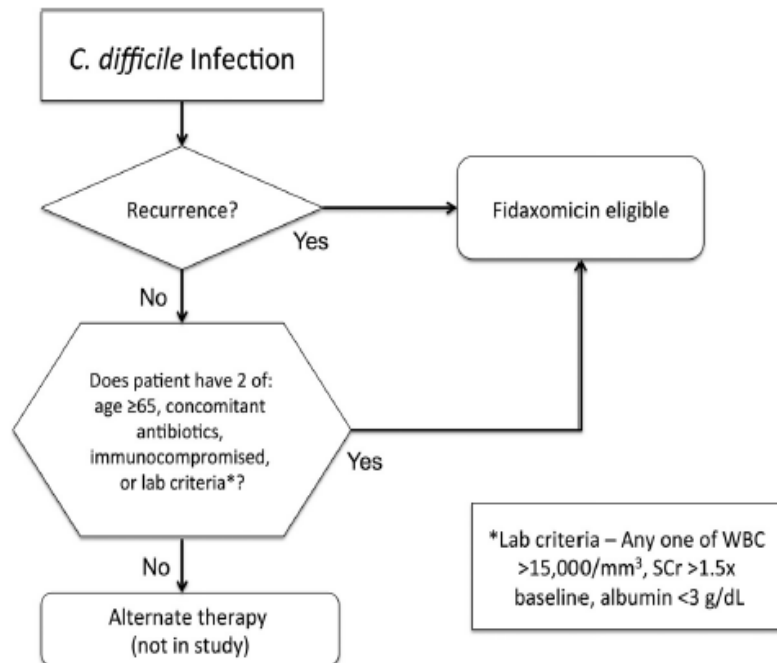 C. difficile Infection
Recurrence?
Yes
Fidaxomicin eligible
No
Does patient have 2 of:
age ≥65, concomitant
antibiotics,
immunocompromised,
or lab criteria*?
Yes
*Lab criteria – Any one of WBC
>15,000/mm³, SCr >1.5x
baseline, albumin <3 g/dL
No
Alternate therapy
(not in study)